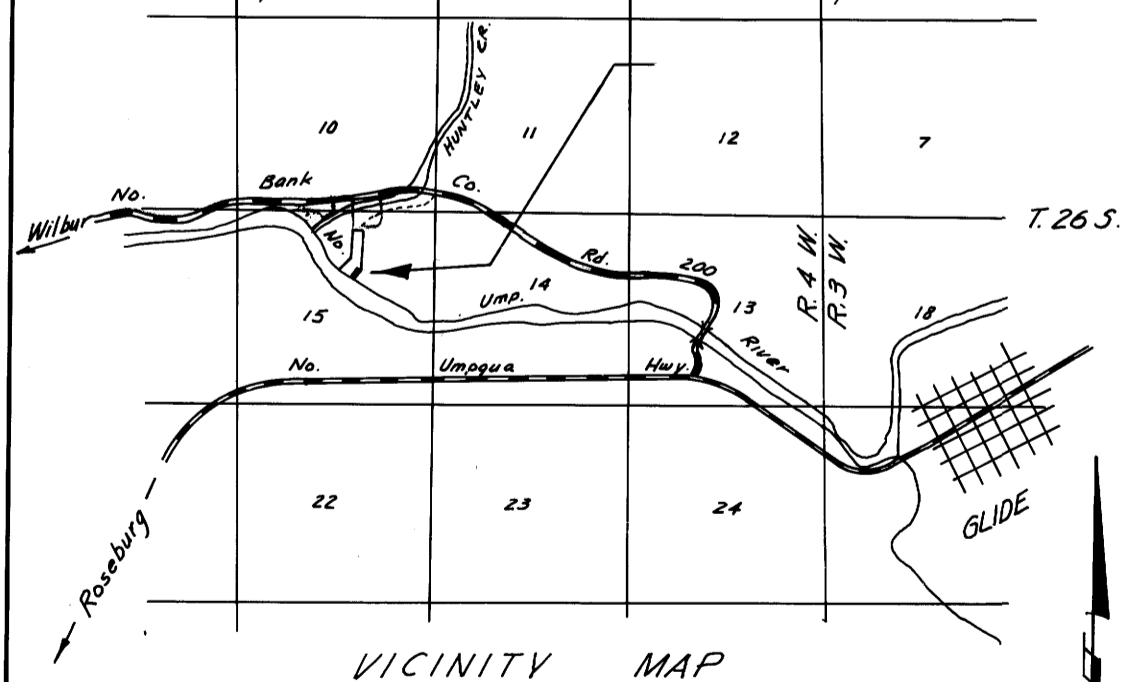 HUNTLEY CR.
10
11
12
7
No. Bank Co. Rd. 200
Wilbur
T. 26 S.
No. Ump. River
R. 4 W.
R. 3 W.
14
13
18
15
No. Umpqua Hwy.
22
23
24
GLIDE
Roseburg
VICINITY MAP